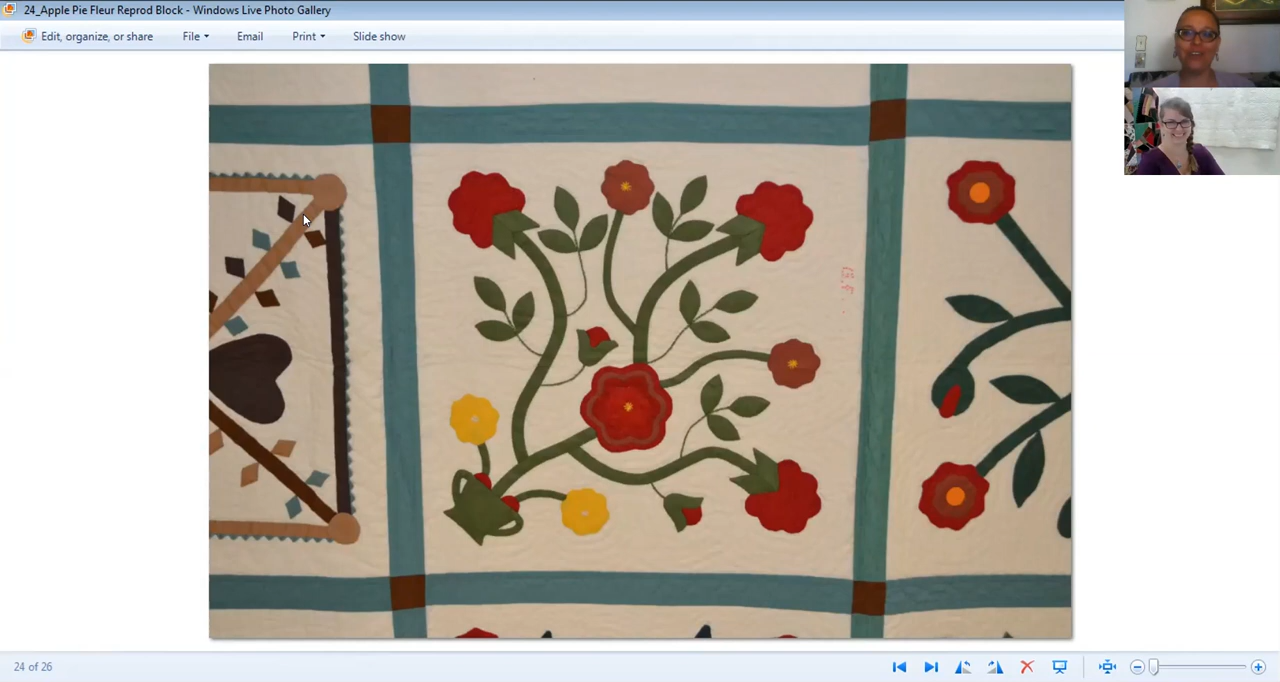 24_Apple Pie Fleur Reprod Block - Windows Live Photo Gallery
Edit, organize, or share
File
Email
Print
Slide show
24 of 26